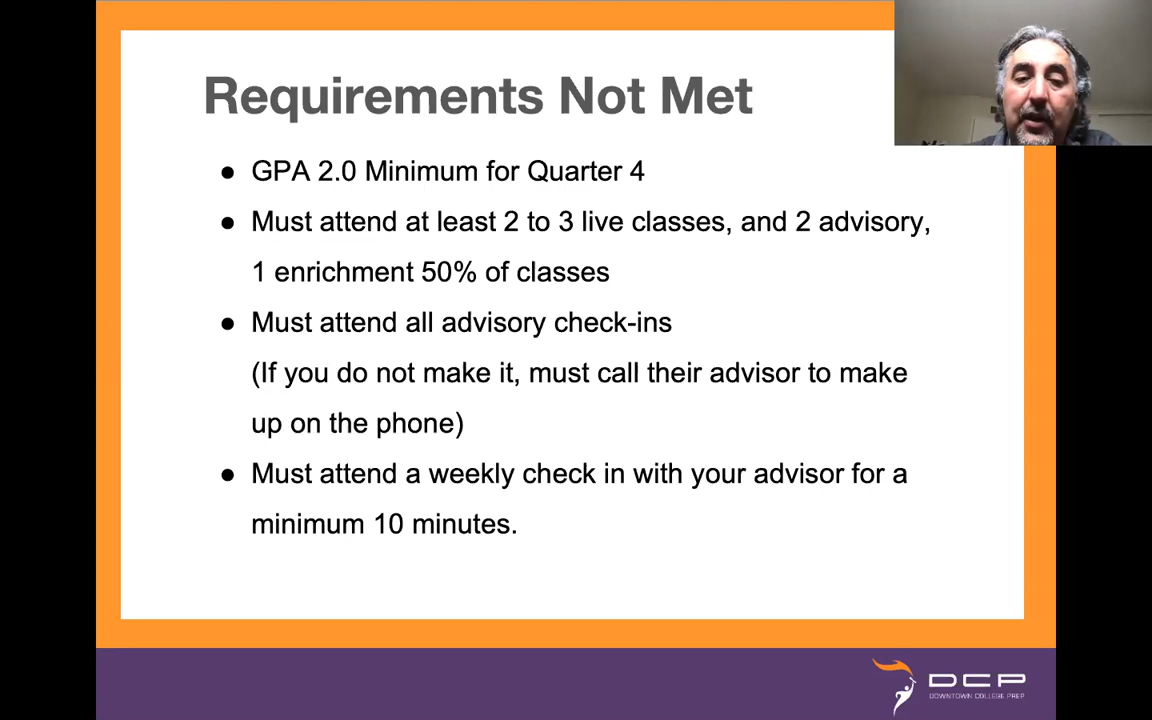 Requirements Not Met
● GPA 2.0 Minimum for Quarter 4
● Must attend at least 2 to 3 live classes, and 2 advisory,
1 enrichment 50% of classes
● Must attend all advisory check-ins
(If you do not make it, must call their advisor to make
up on the phone)
● Must attend a weekly check in with your advisor for a
minimum 10 minutes.
DCP
DOWNTOWN COLLEGE PREP